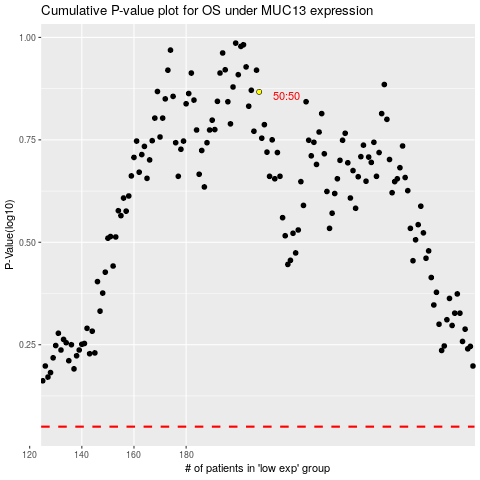 Cumulative P-value plot for OS under MUC13 expression
1.00
50:50
0.75
P-Value(log10)
0.50
0.25
120 140 160 180
# of patients in 'low exp' group